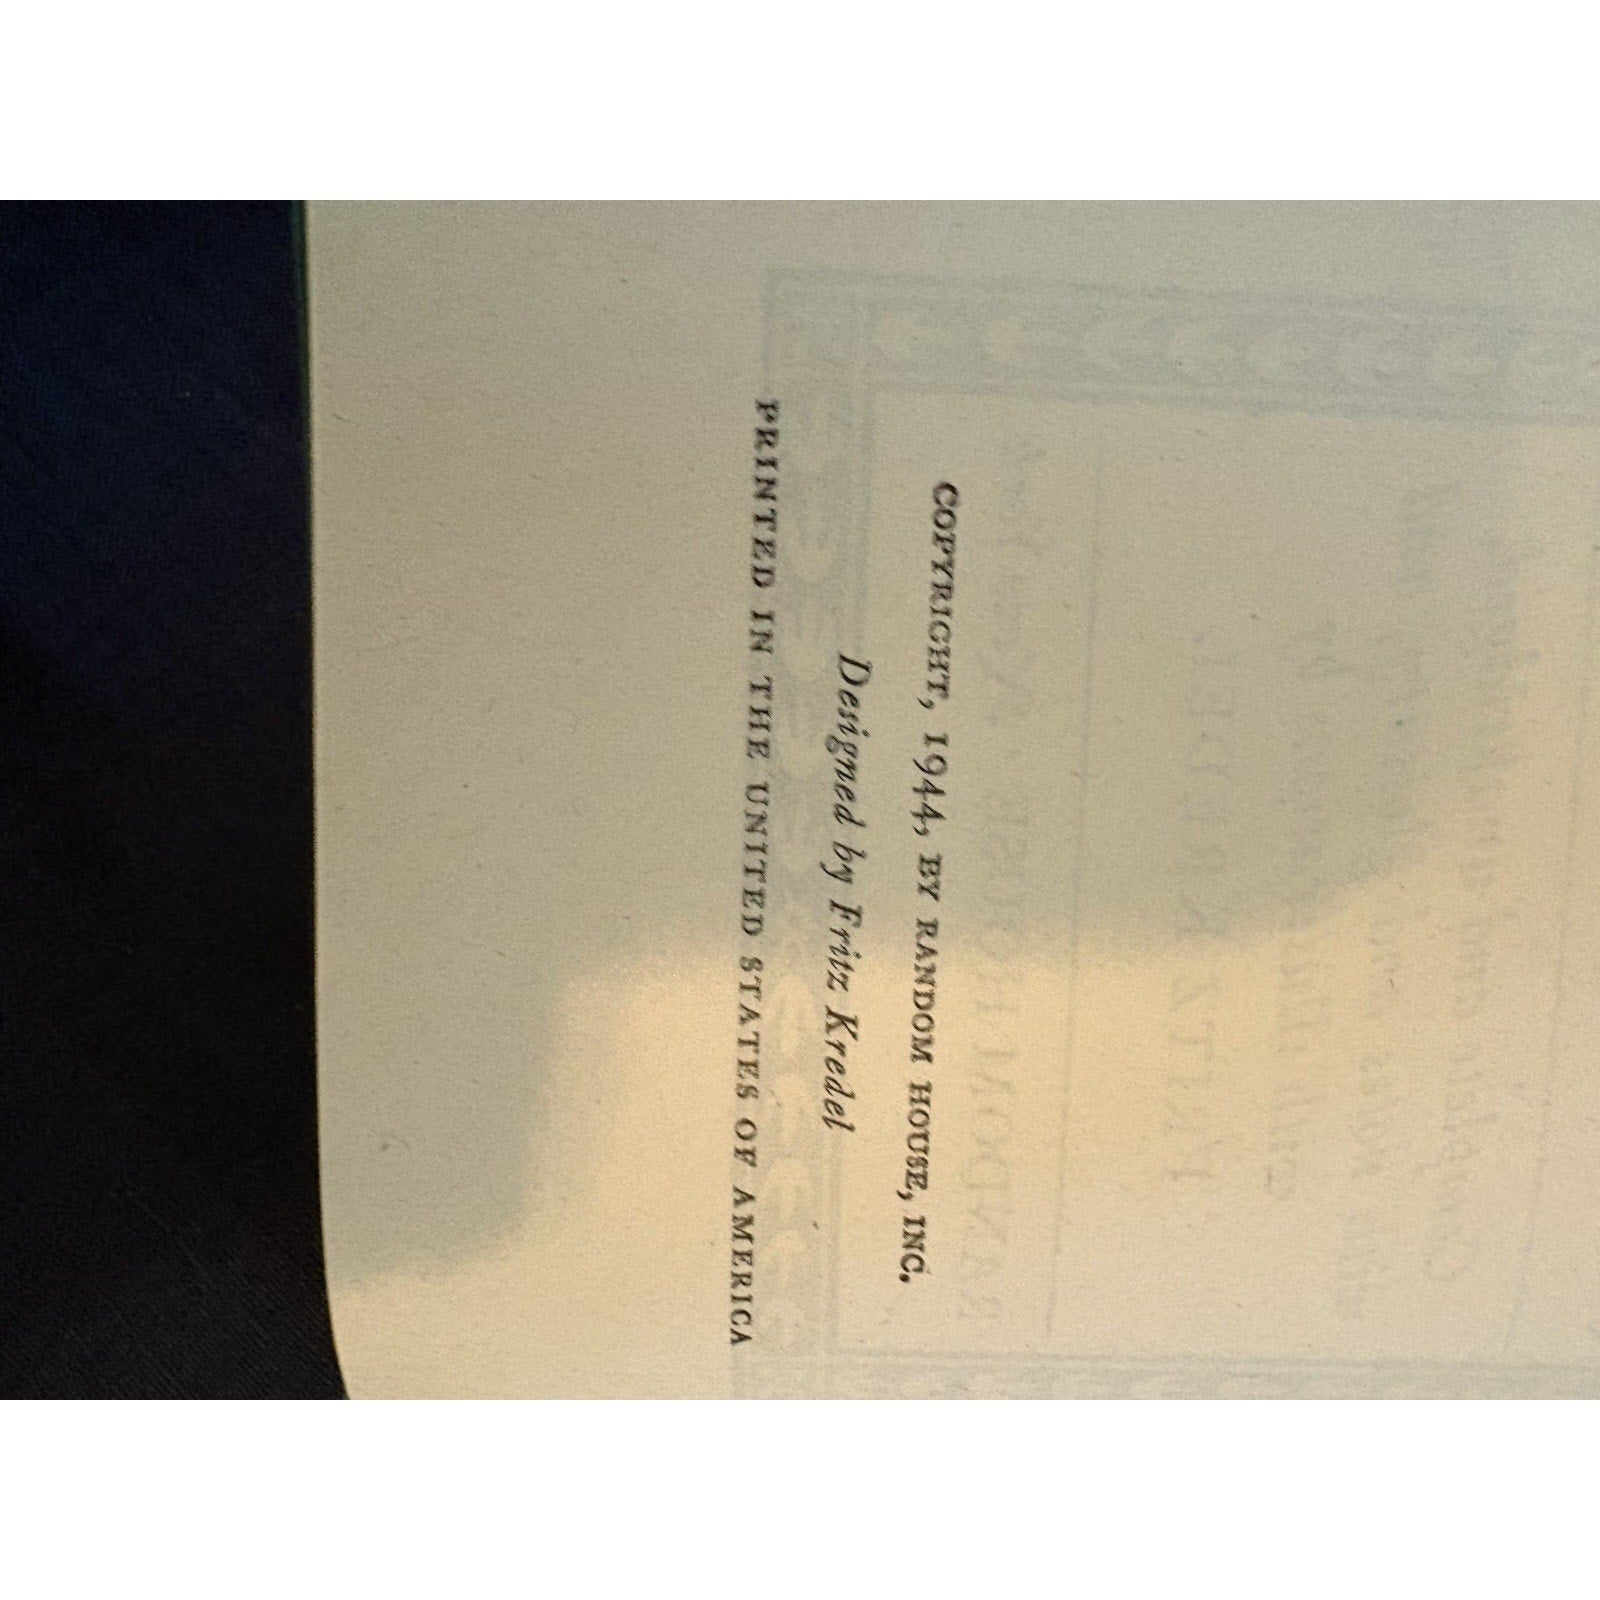 COPYRIGHT, 1944, BY RANDOM HOUSE, INC.
Designed by Fritz Kredel
PRINTED IN THE UNITED STATES OF AMERICA